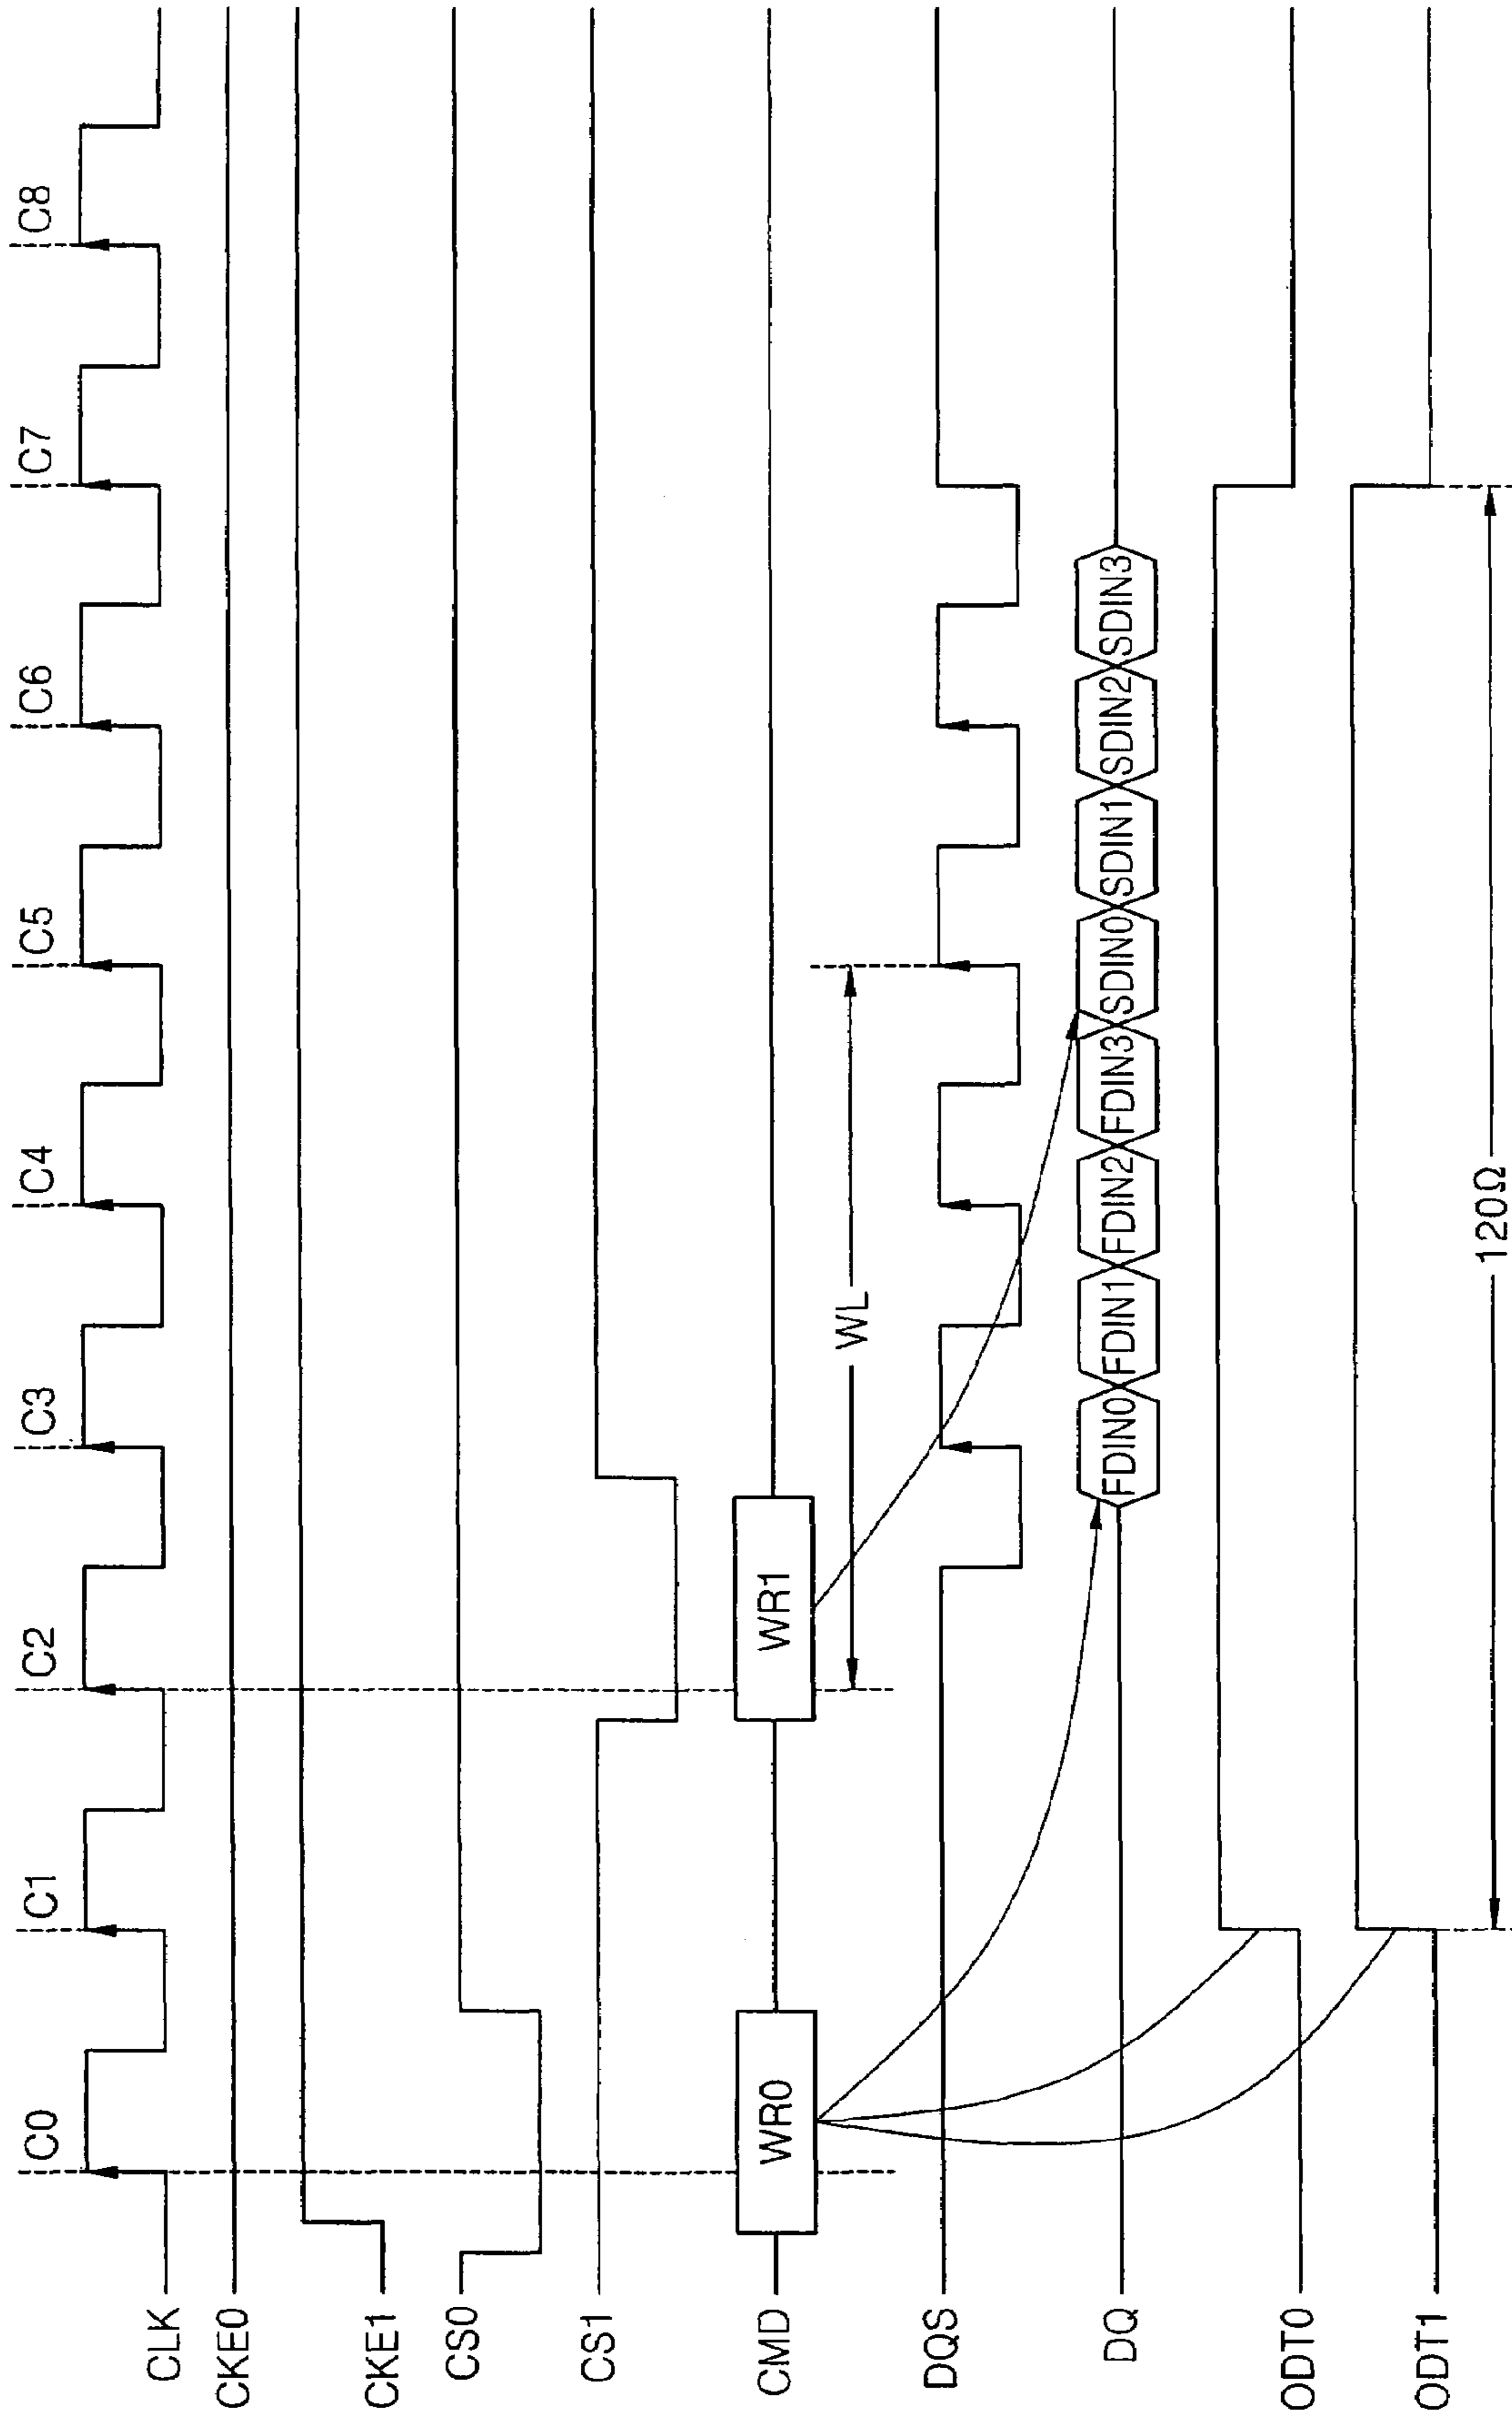 C0 C1 C2 C3 C4 C5 C6 C7 C8
CLK
CKE0
CKE1
CS0
CS1
CMD WR0 WR1
WL
DQS
DQ FDIN0 FDIN1 FDIN2 FDIN3 SDIN0 SDIN1 SDIN2 SDIN3
ODT0
ODT1
120Ω